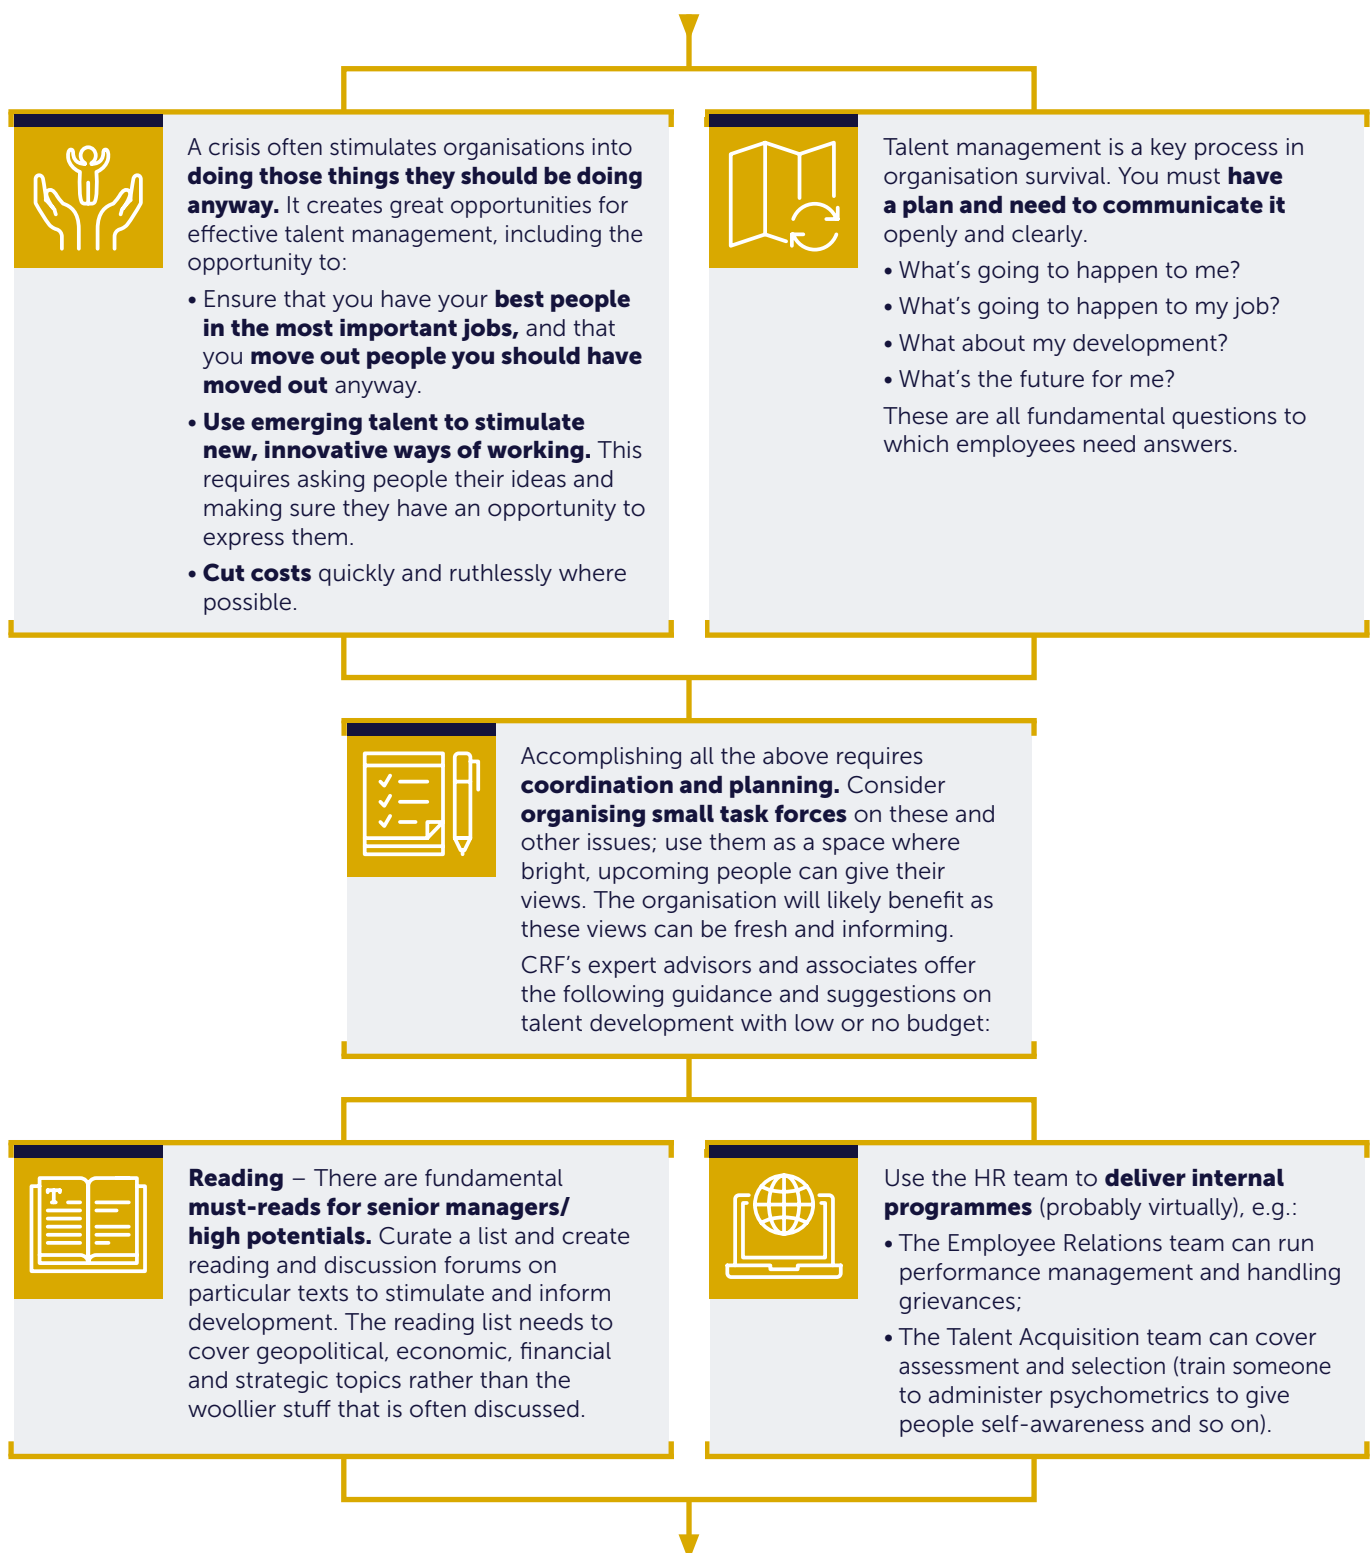 A crisis often stimulates organisations into
doing those things they should be doing
anyway. It creates great opportunities for
effective talent management, including the
opportunity to:
• Ensure that you have your best people
in the most important jobs, and that
you move out people you should have
moved out anyway.
• Use emerging talent to stimulate
new, innovative ways of working. This
requires asking people their ideas and
making sure they have an opportunity to
express them.
• Cut costs quickly and ruthlessly where
possible.
Talent management is a key process in
organisation survival. You must have
a plan and need to communicate it
openly and clearly.
• What's going to happen to me?
• What's going to happen to my job?
• What about my development?
• What's the future for me?
These are all fundamental questions to
which employees need answers.
Accomplishing all the above requires
coordination and planning. Consider
organising small task forces on these and
other issues; use them as a space where
bright, upcoming people can give their
views. The organisation will likely benefit as
these views can be fresh and informing.
CRF's expert advisors and associates offer
the following guidance and suggestions on
talent development with low or no budget:
T
Reading – There are fundamental
must-reads for senior managers/
high potentials. Curate a list and create
reading and discussion forums on
particular texts to stimulate and inform
development. The reading list needs to
cover geopolitical, economic, financial
and strategic topics rather than the
woollier stuff that is often discussed.
Use the HR team to deliver internal
programmes (probably virtually), e.g.:
• The Employee Relations team can run
performance management and handling
grievances;
• The Talent Acquisition team can cover
assessment and selection (train someone
to administer psychometrics to give
people self-awareness and so on).